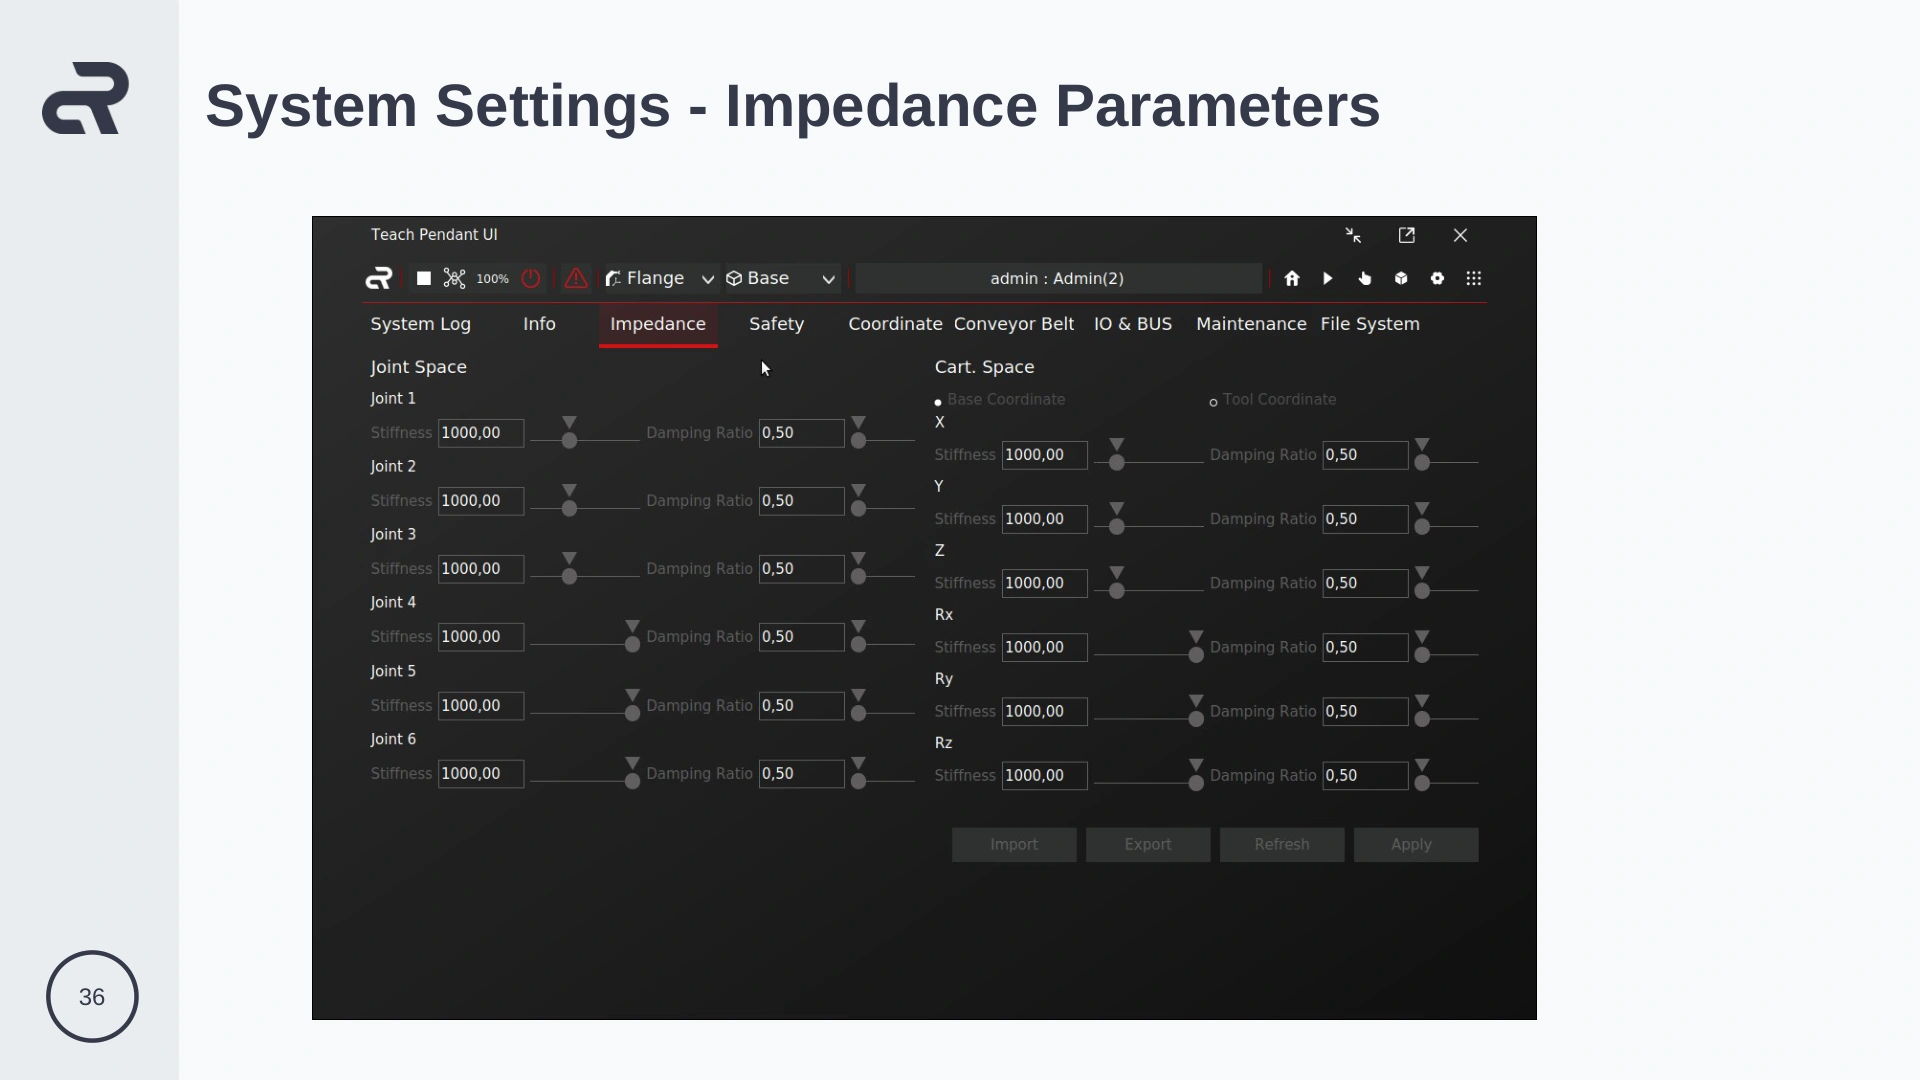 System Settings - Impedance Parameters
Teach Pendant UI
100% Flange Base admin : Admin(2)
System Log Info Impedance Safety Coordinate Conveyor Belt IO & BUS Maintenance File System
Joint Space
Joint 1
Stiffness 1000,00 Damping Ratio 0,50
Joint 2
Stiffness 1000,00 Damping Ratio 0,50
Joint 3
Stiffness 1000,00 Damping Ratio 0,50
Joint 4
Stiffness 1000,00 Damping Ratio 0,50
Joint 5
Stiffness 1000,00 Damping Ratio 0,50
Joint 6
Stiffness 1000,00 Damping Ratio 0,50
Cart. Space
Base Coordinate Tool Coordinate
X
Stiffness 1000,00 Damping Ratio 0,50
Y
Stiffness 1000,00 Damping Ratio 0,50
Z
Stiffness 1000,00 Damping Ratio 0,50
Rx
Stiffness 1000,00 Damping Ratio 0,50
Ry
Stiffness 1000,00 Damping Ratio 0,50
Rz
Stiffness 1000,00 Damping Ratio 0,50
Import Export Refresh Apply
36